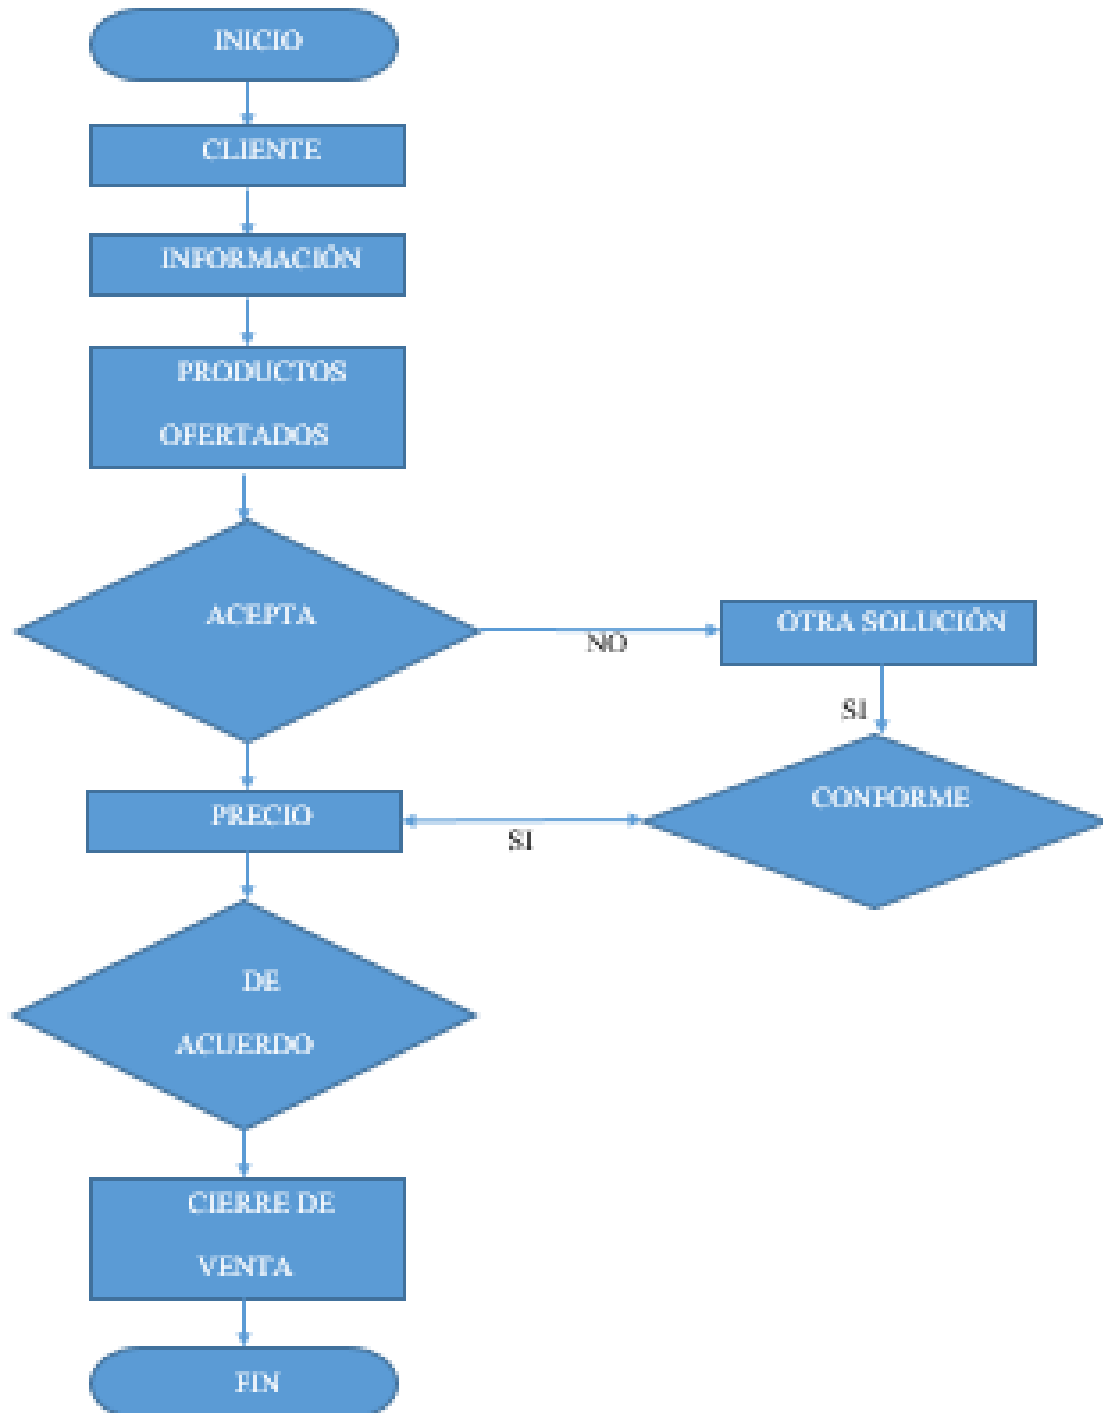 INICIO
CLIENTE
INFORMACIÓN
PRODUCTOS
OFERTADOS
ACEPTA
NO
OTRA SOLUCIÓN
SI
CONFORME
PRECIO
SI
DE
ACUERDO
CIERRE DE
VENTA
FIN